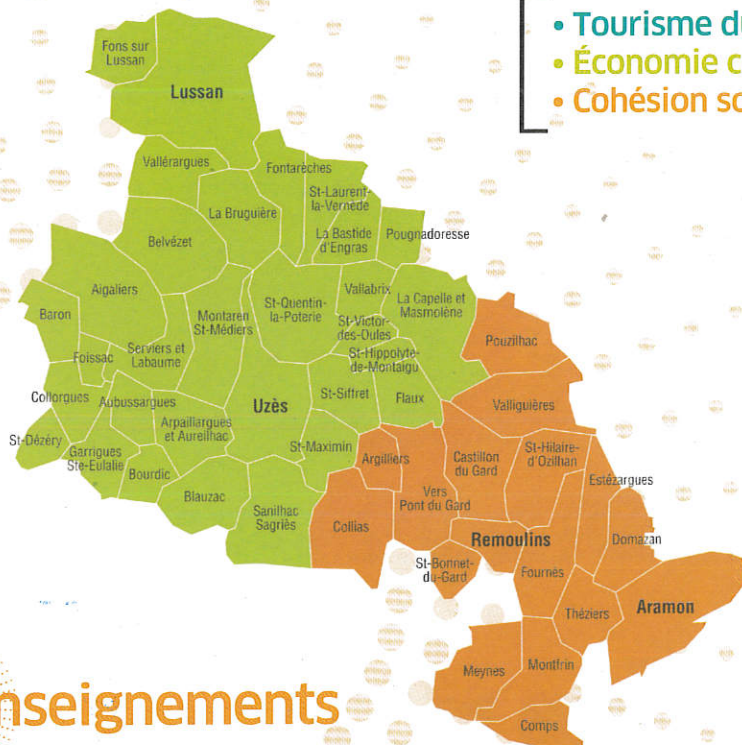 • Tourisme du
• Économie c
• Cohésion so
Fons sur
Lussan
Lussan
Vallérargues
Fontarèches
St-Laurent-
la-Vernède
La Bruguière
La Bastide
d'Engras
Pougnadoresse
Belvézet
Aigaliers
Vallabrix
La Capelle et
Masmolène
Baron
Montaren
St-Médiers
St-Quentin-
la-Poterie
St-Victor-
des-Oules
Pouzilhac
Foissac
Serviers et
Labaume
St-Hippolyte-
de-Montaigu
Collorgues
Aubussargues
Uzès
St-Siffret
Flaux
Valliguières
St-Dézéry
Arpaillargues
et Aureilhac
Garrigues
Ste-Eulalie
Bourdic
St-Maximin
Argilliers
Castillon
du Gard
St-Hilaire-
d'Ozilhan
Estézargues
Blauzac
Sanilhac
Sagriès
Collias
Vers
Pont du Gard
Remoulins
Domazan
St-Bonnet-
du-Gard
Fournès
Théziers
Aramon
Meynes
Montfrin
Comps
nseignements